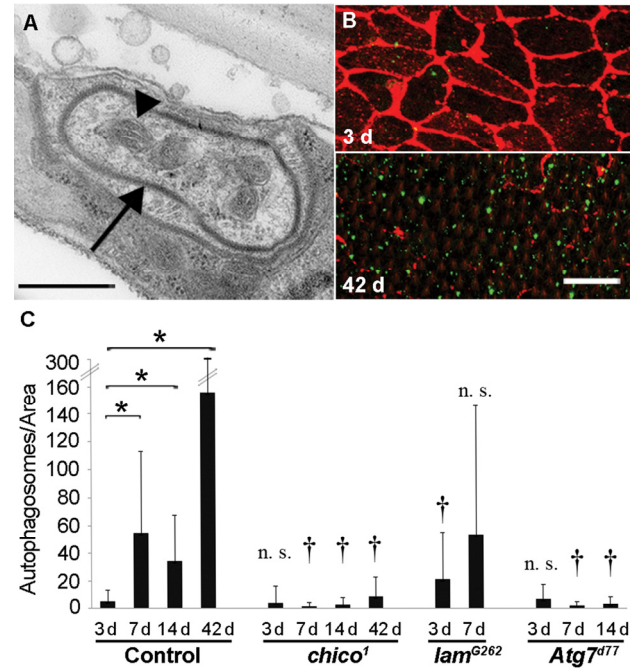 A
B
3 d
42 d
C
Autophagosomes/Area
300
160
140
120
100
80
60
40
20
0
* * *
n. s. † † † † n. s. n. s. † †
3 d 7 d 14 d 42 d 3 d 7 d 14 d 42 d 3 d 7 d 3 d 7 d 14 d
Control chico¹ lamᴳ²⁶² Atg7ᵈ⁷⁷